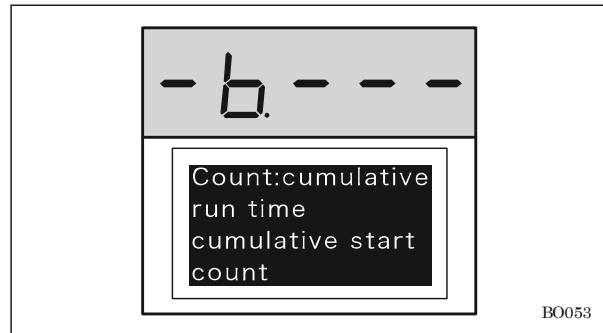 - b. - - -
Count:cumulative
run time
cumulative start
count
BO053